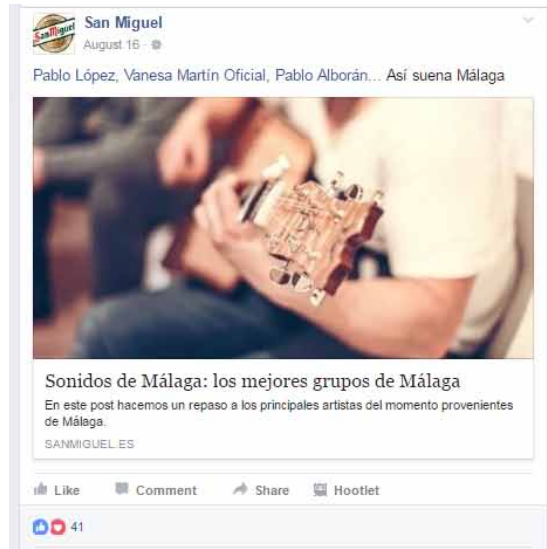 San Miguel
San Miguel
August 16
Pablo López, Vanesa Martín Oficial, Pablo Alborán... Así suena Málaga
Sonidos de Málaga: los mejores grupos de Málaga
En este post hacemos un repaso a los principales artistas del momento provenientes
de Málaga.
SANMIGUEL.ES
Like Comment Share Hootlet
41